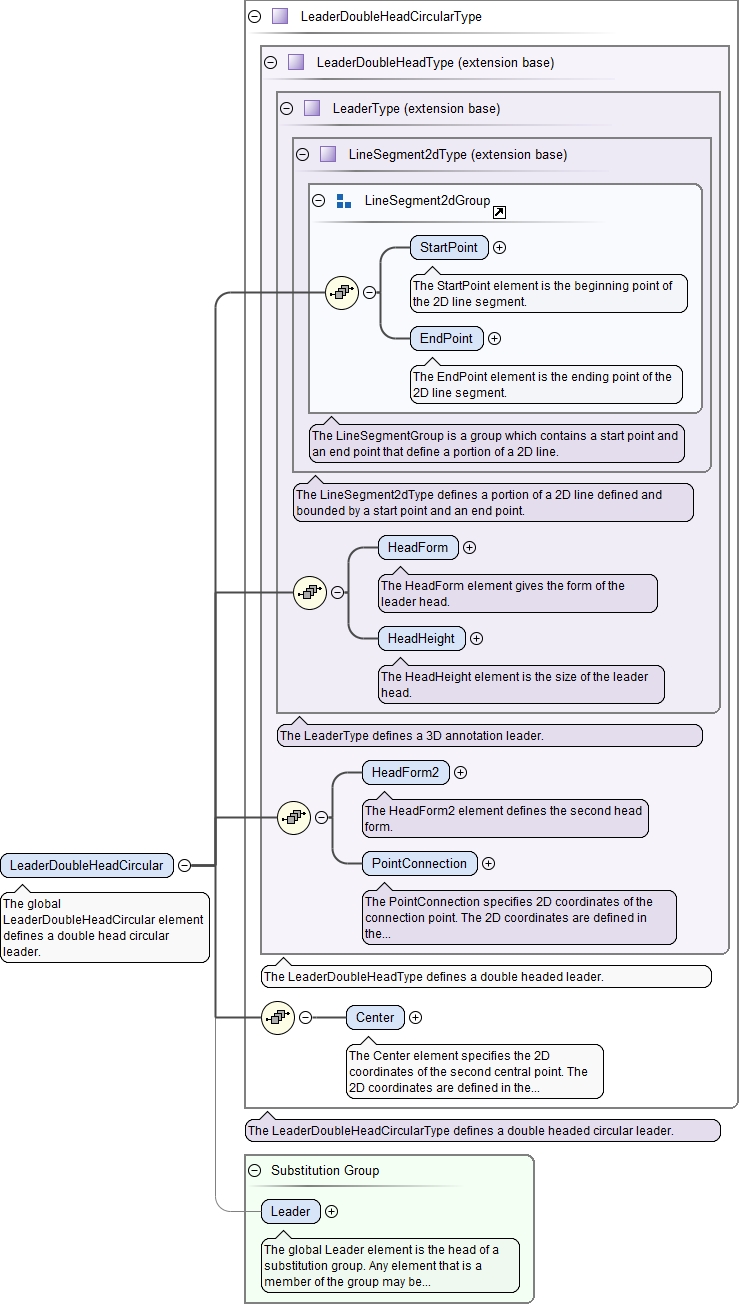 LeaderDoubleHeadCircularType
LeaderDoubleHeadType (extension base)
LeaderType (extension base)
LineSegment2dType (extension base)
LineSegment2dGroup
StartPoint
The StartPoint element is the beginning point of
the 2D line segment.
EndPoint
The EndPoint element is the ending point of the
2D line segment.
The LineSegmentGroup is a group which contains a start point and
an end point that define a portion of a 2D line.
The LineSegment2dType defines a portion of a 2D line defined and
bounded by a start point and an end point.
HeadForm
The HeadForm element gives the form of the
leader head.
HeadHeight
The HeadHeight element is the size of the leader
head.
The LeaderType defines a 3D annotation leader.
HeadForm2
The HeadForm2 element defines the second head
form.
PointConnection
The PointConnection specifies 2D coordinates of the
connection point. The 2D coordinates are defined in
the...
LeaderDoubleHeadCircular
The global
LeaderDoubleHeadCircular element
defines a double head circular
leader.
The LeaderDoubleHeadType defines a double headed leader.
Center
The Center element specifies the 2D
coordinates of the second central point. The
2D coordinates are defined in the...
The LeaderDoubleHeadCircularType defines a double headed circular leader.
Substitution Group
Leader
The global Leader element is the head of a
substitution group. Any element that is a
member of the group may be...